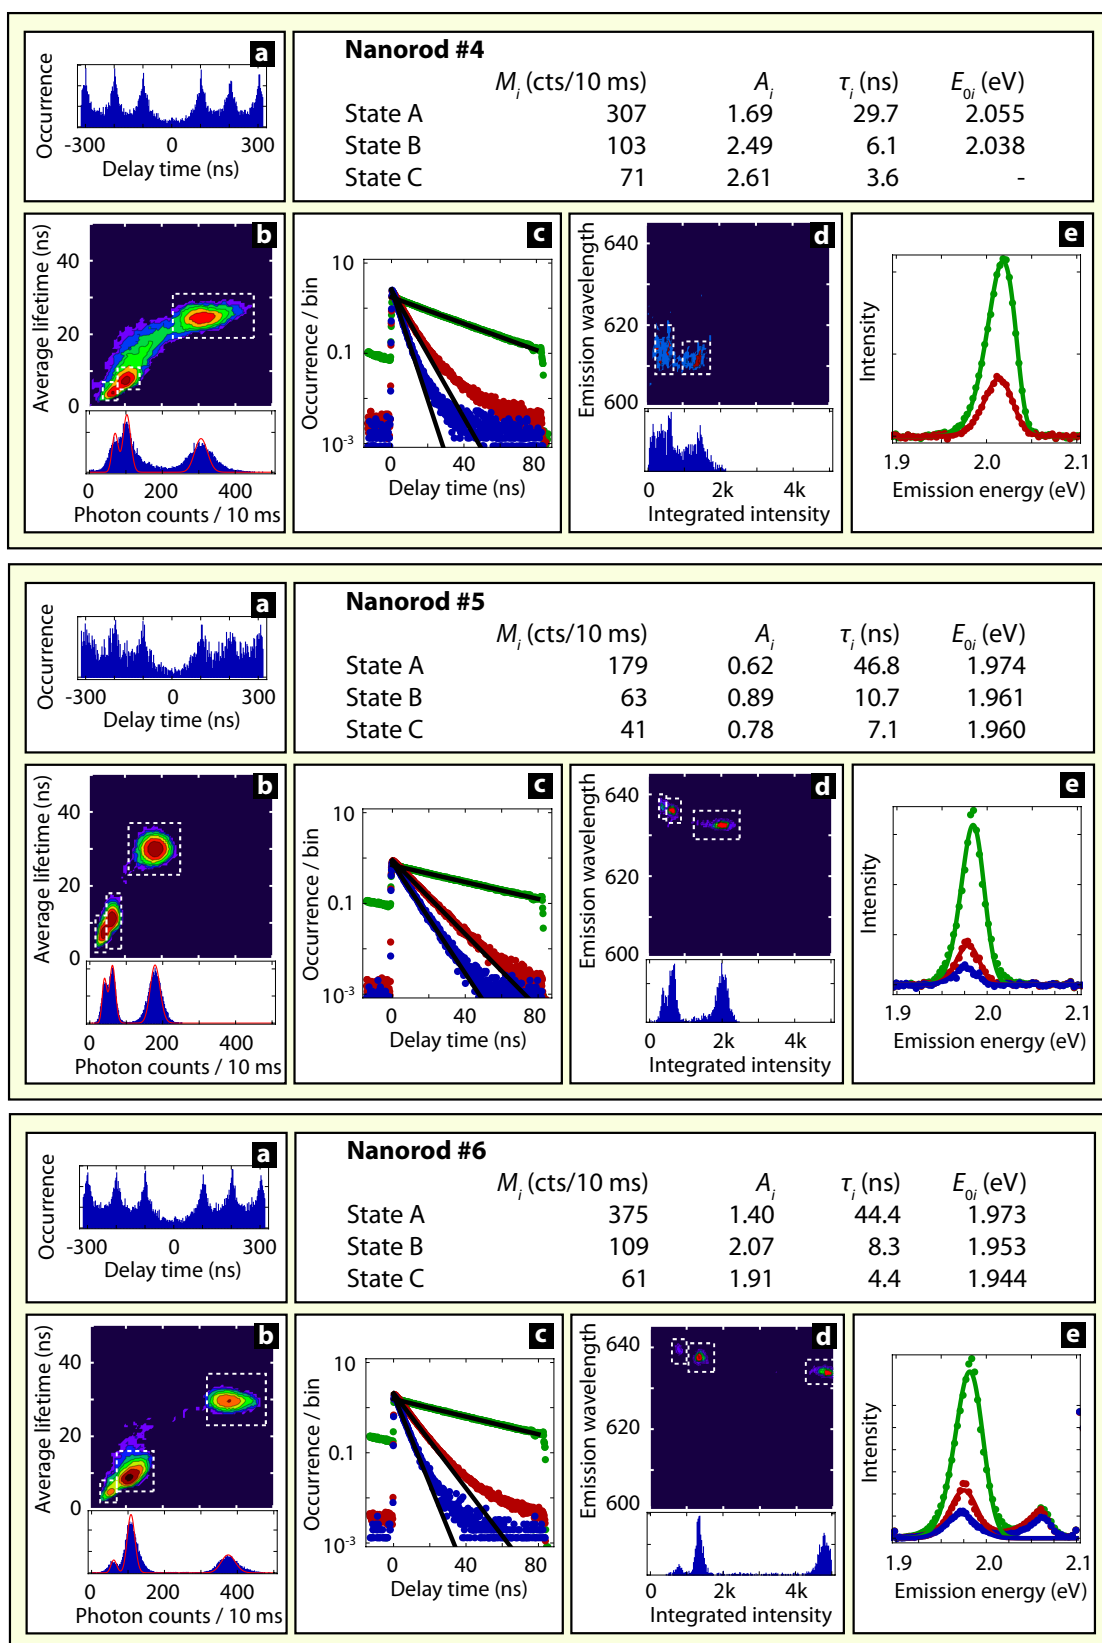 a
Occurrence
-300 0 300
Delay time (ns)
Nanorod #4
M_i (cts/10 ms) A_i τ_i (ns) E_0i (eV)
State A 307 1.69 29.7 2.055
State B 103 2.49 6.1 2.038
State C 71 2.61 3.6 -
b
Average lifetime (ns)
40
20
0
0 200 400
Photon counts / 10 ms
c
Occurrence / bin
10
0.1
10⁻³
0 40 80
Delay time (ns)
d
Emission wavelength
640
620
600
0 2k 4k
Integrated intensity
e
Intensity
1.9 2.0 2.1
Emission energy (eV)
a
Occurrence
-300 0 300
Delay time (ns)
Nanorod #5
M_i (cts/10 ms) A_i τ_i (ns) E_0i (eV)
State A 179 0.62 46.8 1.974
State B 63 0.89 10.7 1.961
State C 41 0.78 7.1 1.960
b
Average lifetime (ns)
40
20
0
0 200 400
Photon counts / 10 ms
c
Occurrence / bin
10
0.1
10⁻³
0 40 80
Delay time (ns)
d
Emission wavelength
640
620
600
0 2k 4k
Integrated intensity
e
Intensity
1.9 2.0 2.1
Emission energy (eV)
a
Occurrence
-300 0 300
Delay time (ns)
Nanorod #6
M_i (cts/10 ms) A_i τ_i (ns) E_0i (eV)
State A 375 1.40 44.4 1.973
State B 109 2.07 8.3 1.953
State C 61 1.91 4.4 1.944
b
Average lifetime (ns)
40
20
0
0 200 400
Photon counts / 10 ms
c
Occurrence / bin
10
0.1
10⁻³
0 40 80
Delay time (ns)
d
Emission wavelength
640
620
600
0 2k 4k
Integrated intensity
e
Intensity
1.9 2.0 2.1
Emission energy (eV)